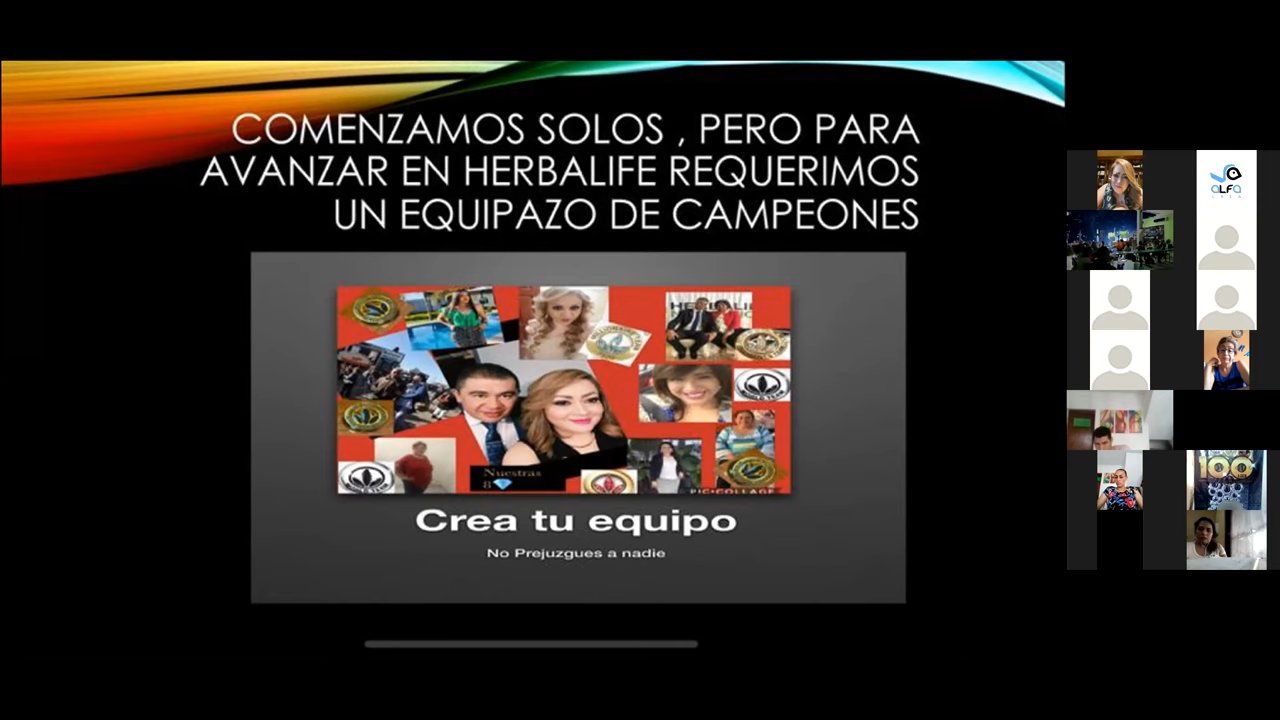 COMENZAMOS SOLOS , PERO PARA
AVANZAR EN HERBALIFE REQUERIMOS
UN EQUIPAZO DE CAMPEONES
Nuestras
8
PIC•COLLAGE
Crea tu equipo
No Prejuzgues a nadie
ALFA
100